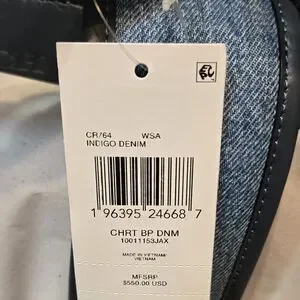 CR764 WSA
INDIGO DENIM
1 96395 24668 7
CHRT BP DNM
10011153JAX
MADE IN VIETNAM/
VIETNAM
MFSRP
$550.00 USD